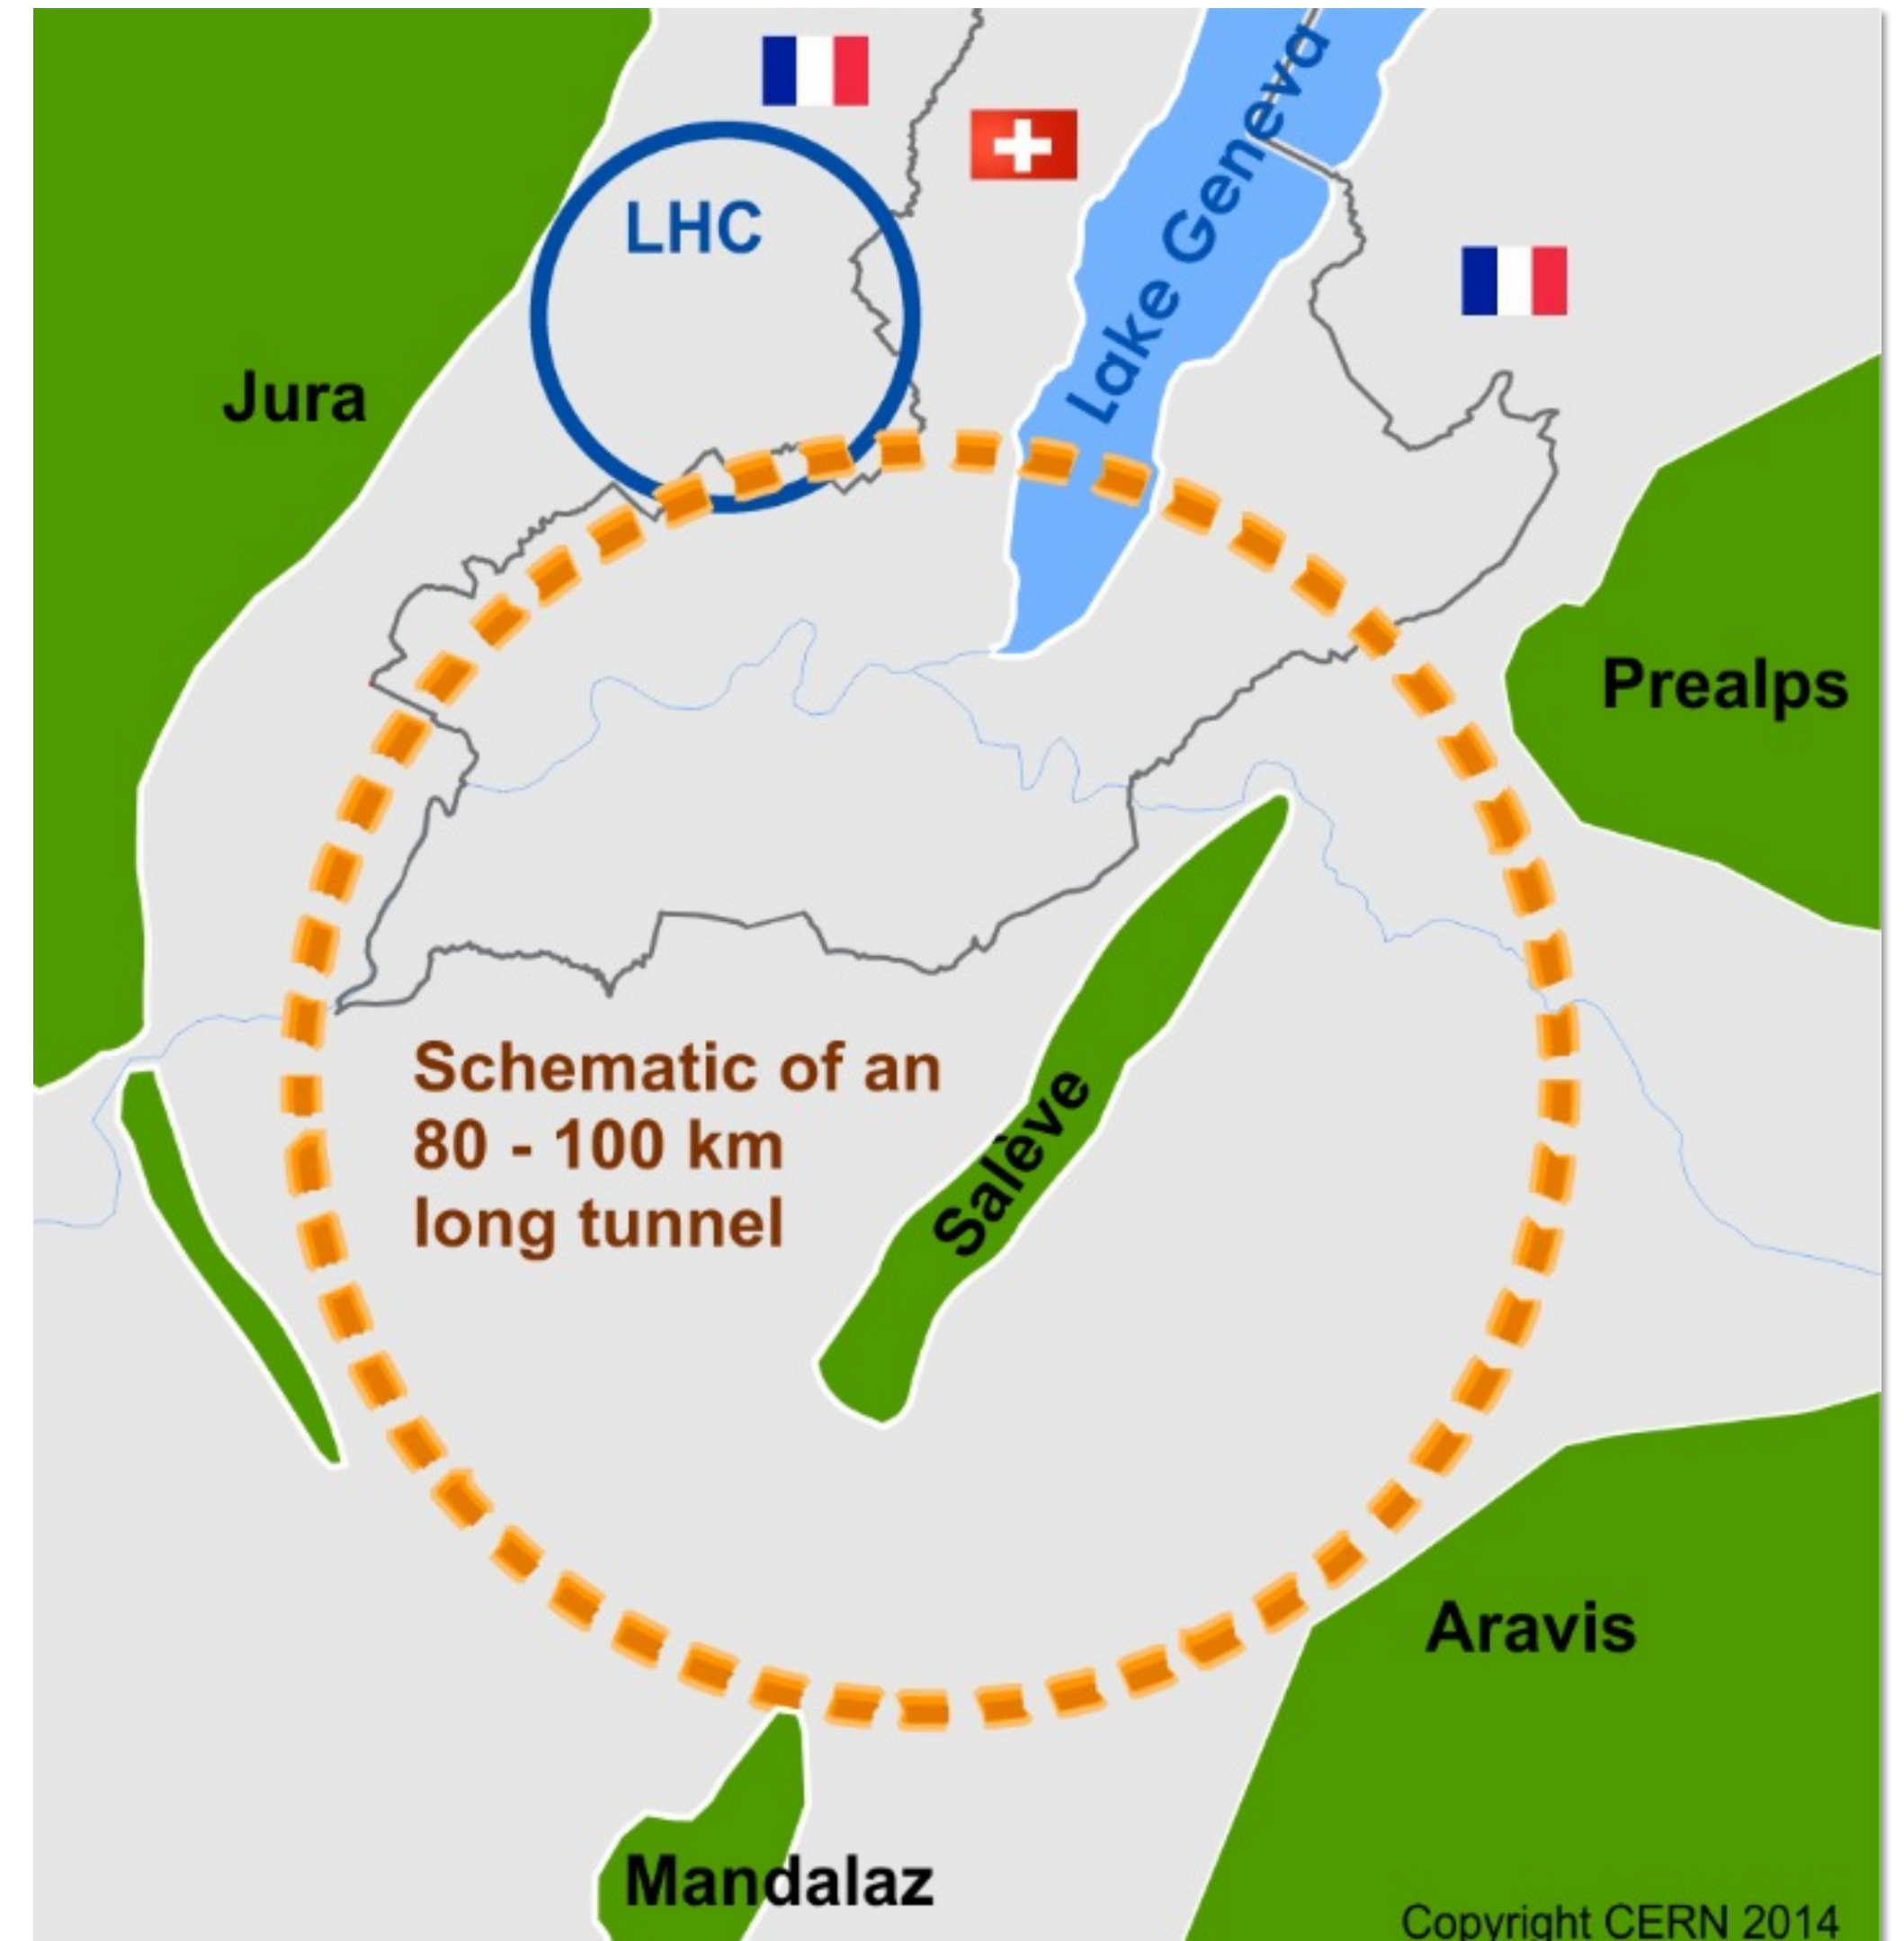 LHC
Lake Geneva
Jura
Prealps
Schematic of an
80 - 100 km
long tunnel
Salève
Aravis
Mandalaz
Copyright CERN 2014